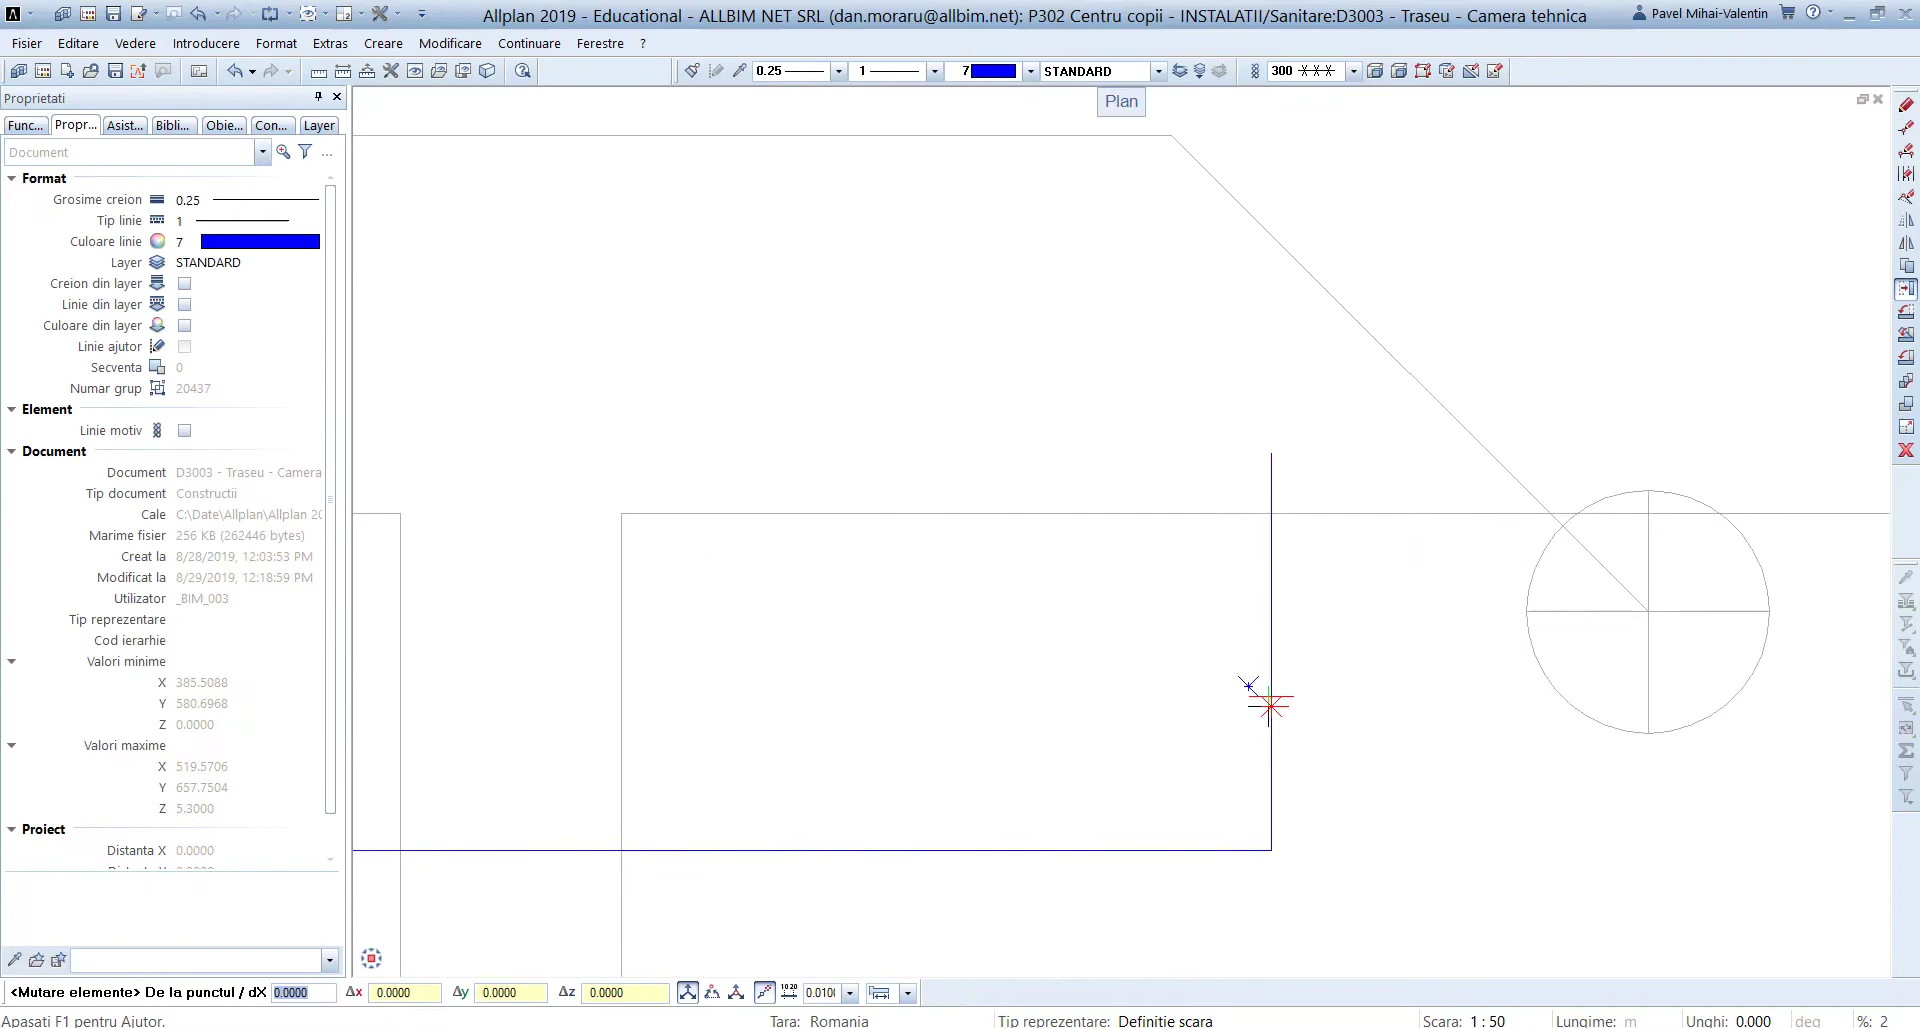 Allplan 2019 - Educational - ALLBIM NET SRL (dan.moraru@allbim.net): P302 Centru copii - INSTALATII/Sanitare:D3003 - Traseu - Camera tehnica
Pavel Mihai-Valentin
Fisier Editare Vedere Introducere Format Extras Creare Modificare Continuare Ferestre ?
0.25 1 7 STANDARD 300
Proprietati
Plan
Func... Propr... Asist... Bibli... Obie... Con... Layer
Document ...
Format
Grosime creion 0.25
Tip linie 1
Culoare linie 7
Layer STANDARD
Creion din layer
Linie din layer
Culoare din layer
Linie ajutor
Secventa 0
Numar grup 20437
Element
Linie motiv
Document
Document D3003 - Traseu - Camera
Tip document Constructii
Cale C:\Date\Allplan\Allplan 20
Marime fisier 256 KB (262446 bytes)
Creat la 8/28/2019, 12:03:53 PM
Modificat la 8/29/2019, 12:18:59 PM
Utilizator _BIM_003
Tip reprezentare
Cod ierarhie
Valori minime
X 385.5088
Y 580.6968
Z 0.0000
Valori maxime
X 519.5706
Y 657.7504
Z 5.3000
Proiect
Distanta X 0.0000
<Mutare elemente> De la punctul / dX 0.0000 Δx 0.0000 Δy 0.0000 Δz 0.0000 0.010
Apasati F1 pentru Ajutor. Tara: Romania Tip reprezentare: Definitie scara Scara: 1 : 50 Lungime: m Unghi: 0.000 deg %: 2